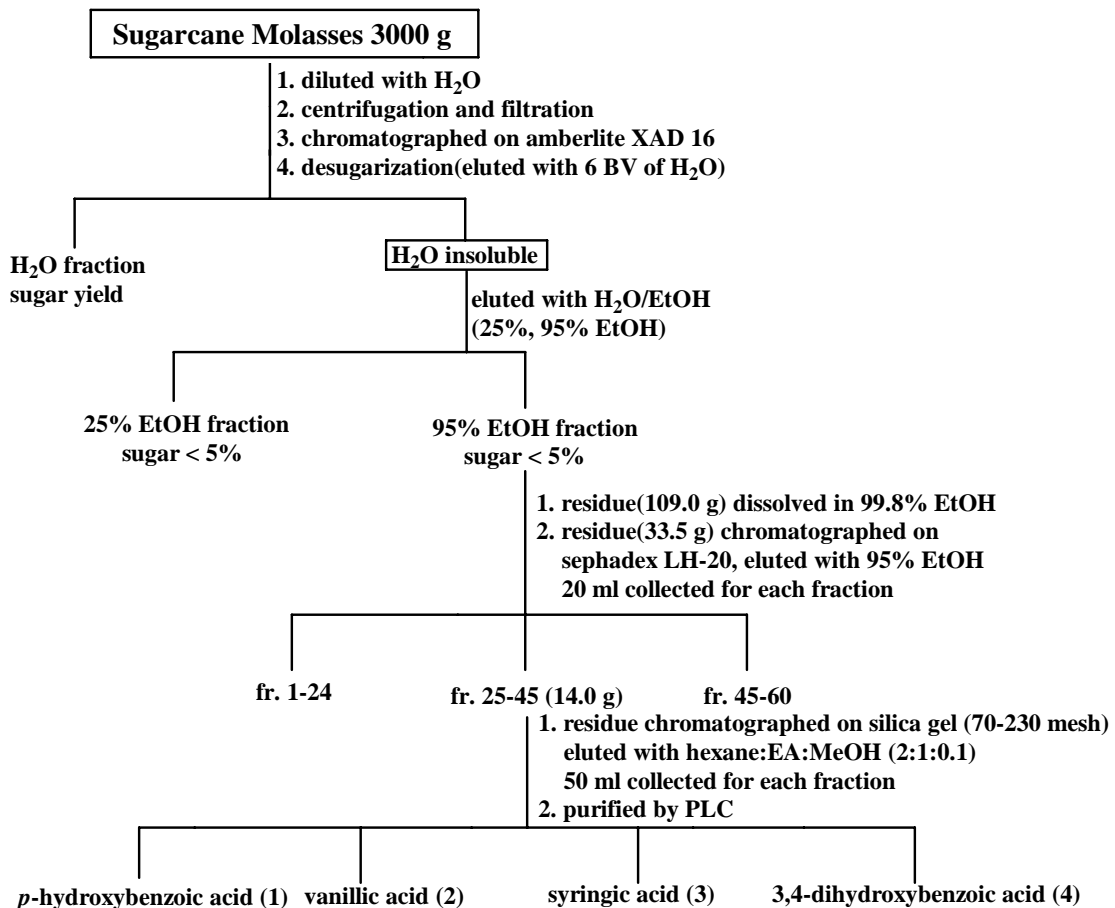 Sugarcane Molasses 3000 g
1. diluted with H₂O
2. centrifugation and filtration
3. chromatographed on amberlite XAD 16
4. desugarization(eluted with 6 BV of H₂O)
H₂O fraction
sugar yield
H₂O insoluble
eluted with H₂O/EtOH
(25%, 95% EtOH)
25% EtOH fraction
sugar < 5%
95% EtOH fraction
sugar < 5%
1. residue(109.0 g) dissolved in 99.8% EtOH
2. residue(33.5 g) chromatographed on
sephadex LH-20, eluted with 95% EtOH
20 ml collected for each fraction
fr. 1-24
fr. 25-45 (14.0 g)
fr. 45-60
1. residue chromatographed on silica gel (70-230 mesh)
eluted with hexane:EA:MeOH (2:1:0.1)
50 ml collected for each fraction
2. purified by PLC
p-hydroxybenzoic acid (1)
vanillic acid (2)
syringic acid (3)
3,4-dihydroxybenzoic acid (4)